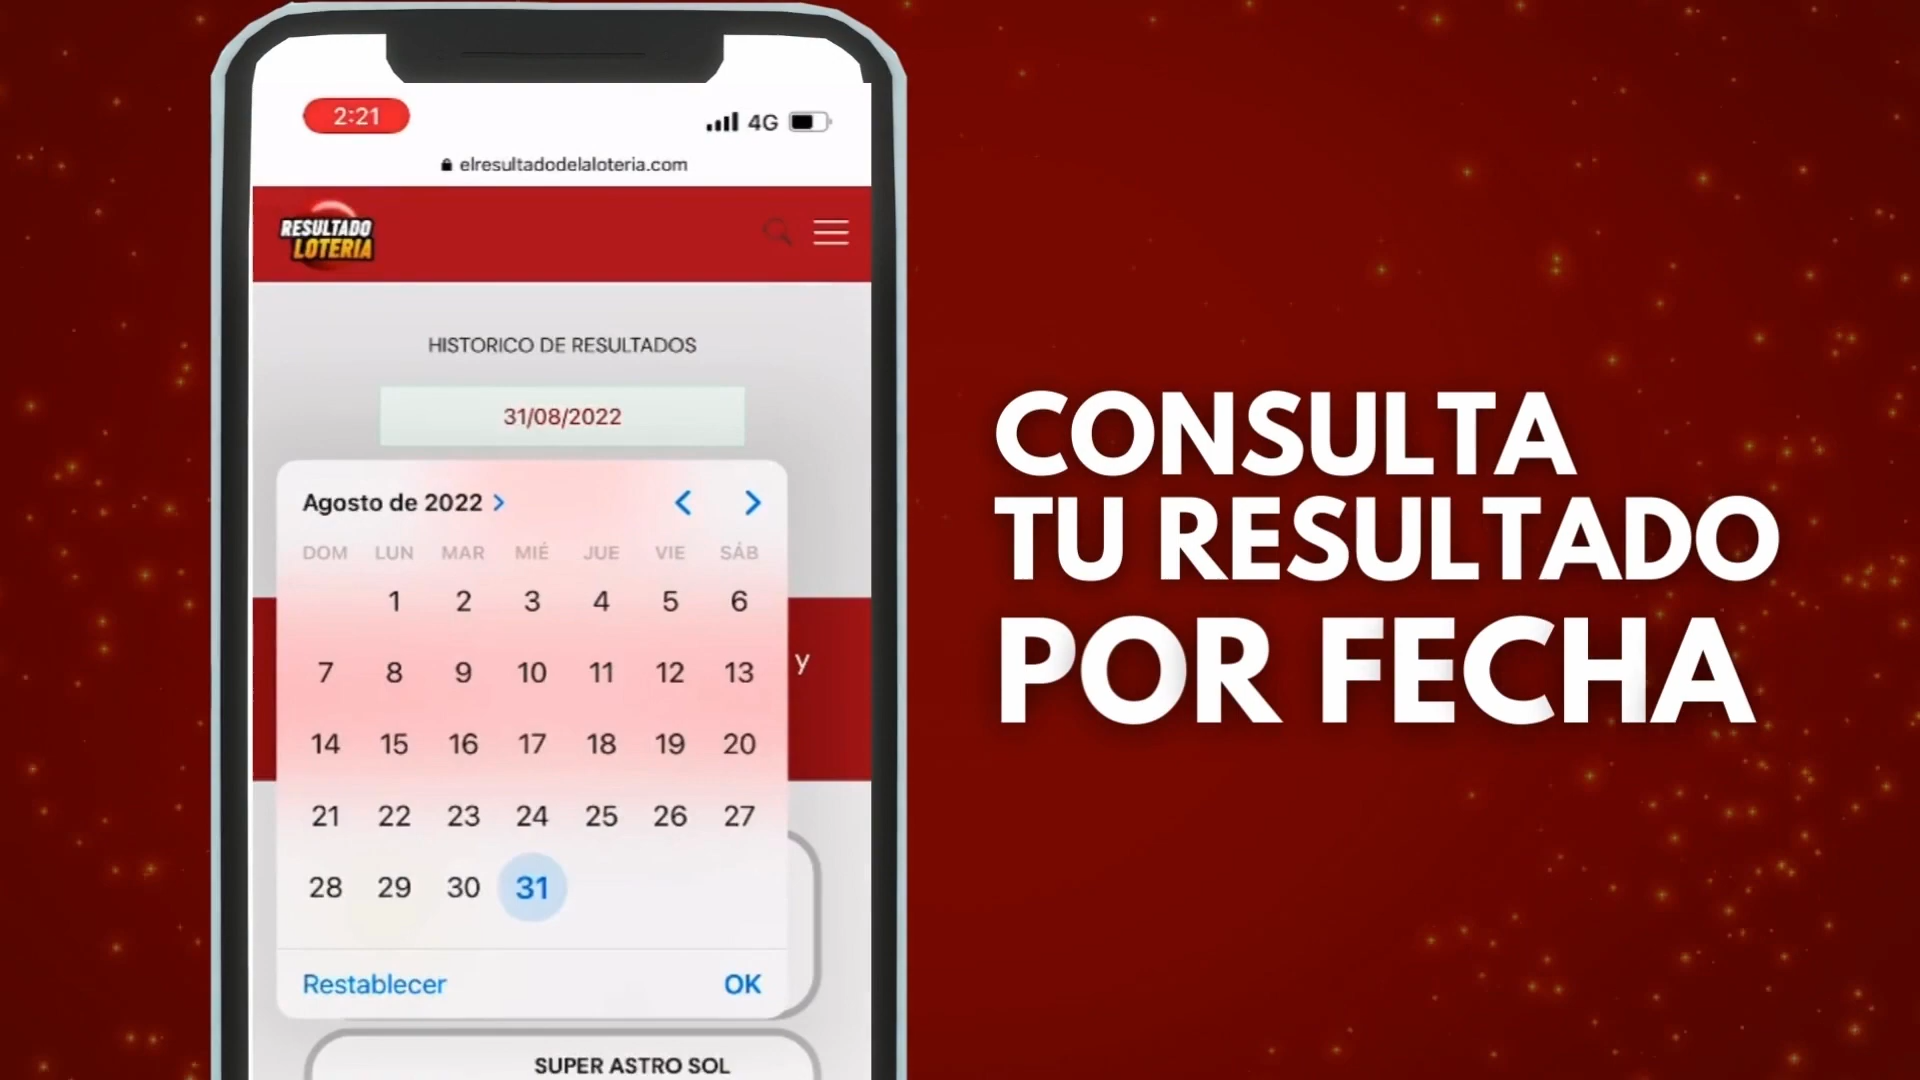 2:21
4G
elresultadodelaloteria.com
RESULTADO
LOTERIA
HISTORICO DE RESULTADOS
31/08/2022
Agosto de 2022
DOM LUN MAR MIÉ JUE VIE SÁB
1 2 3 4 5 6
7 8 9 10 11 12 13
y
14 15 16 17 18 19 20
21 22 23 24 25 26 27
28 29 30 31
Restablecer OK
SUPER ASTRO SOL
CONSULTA
TU RESULTADO
POR FECHA